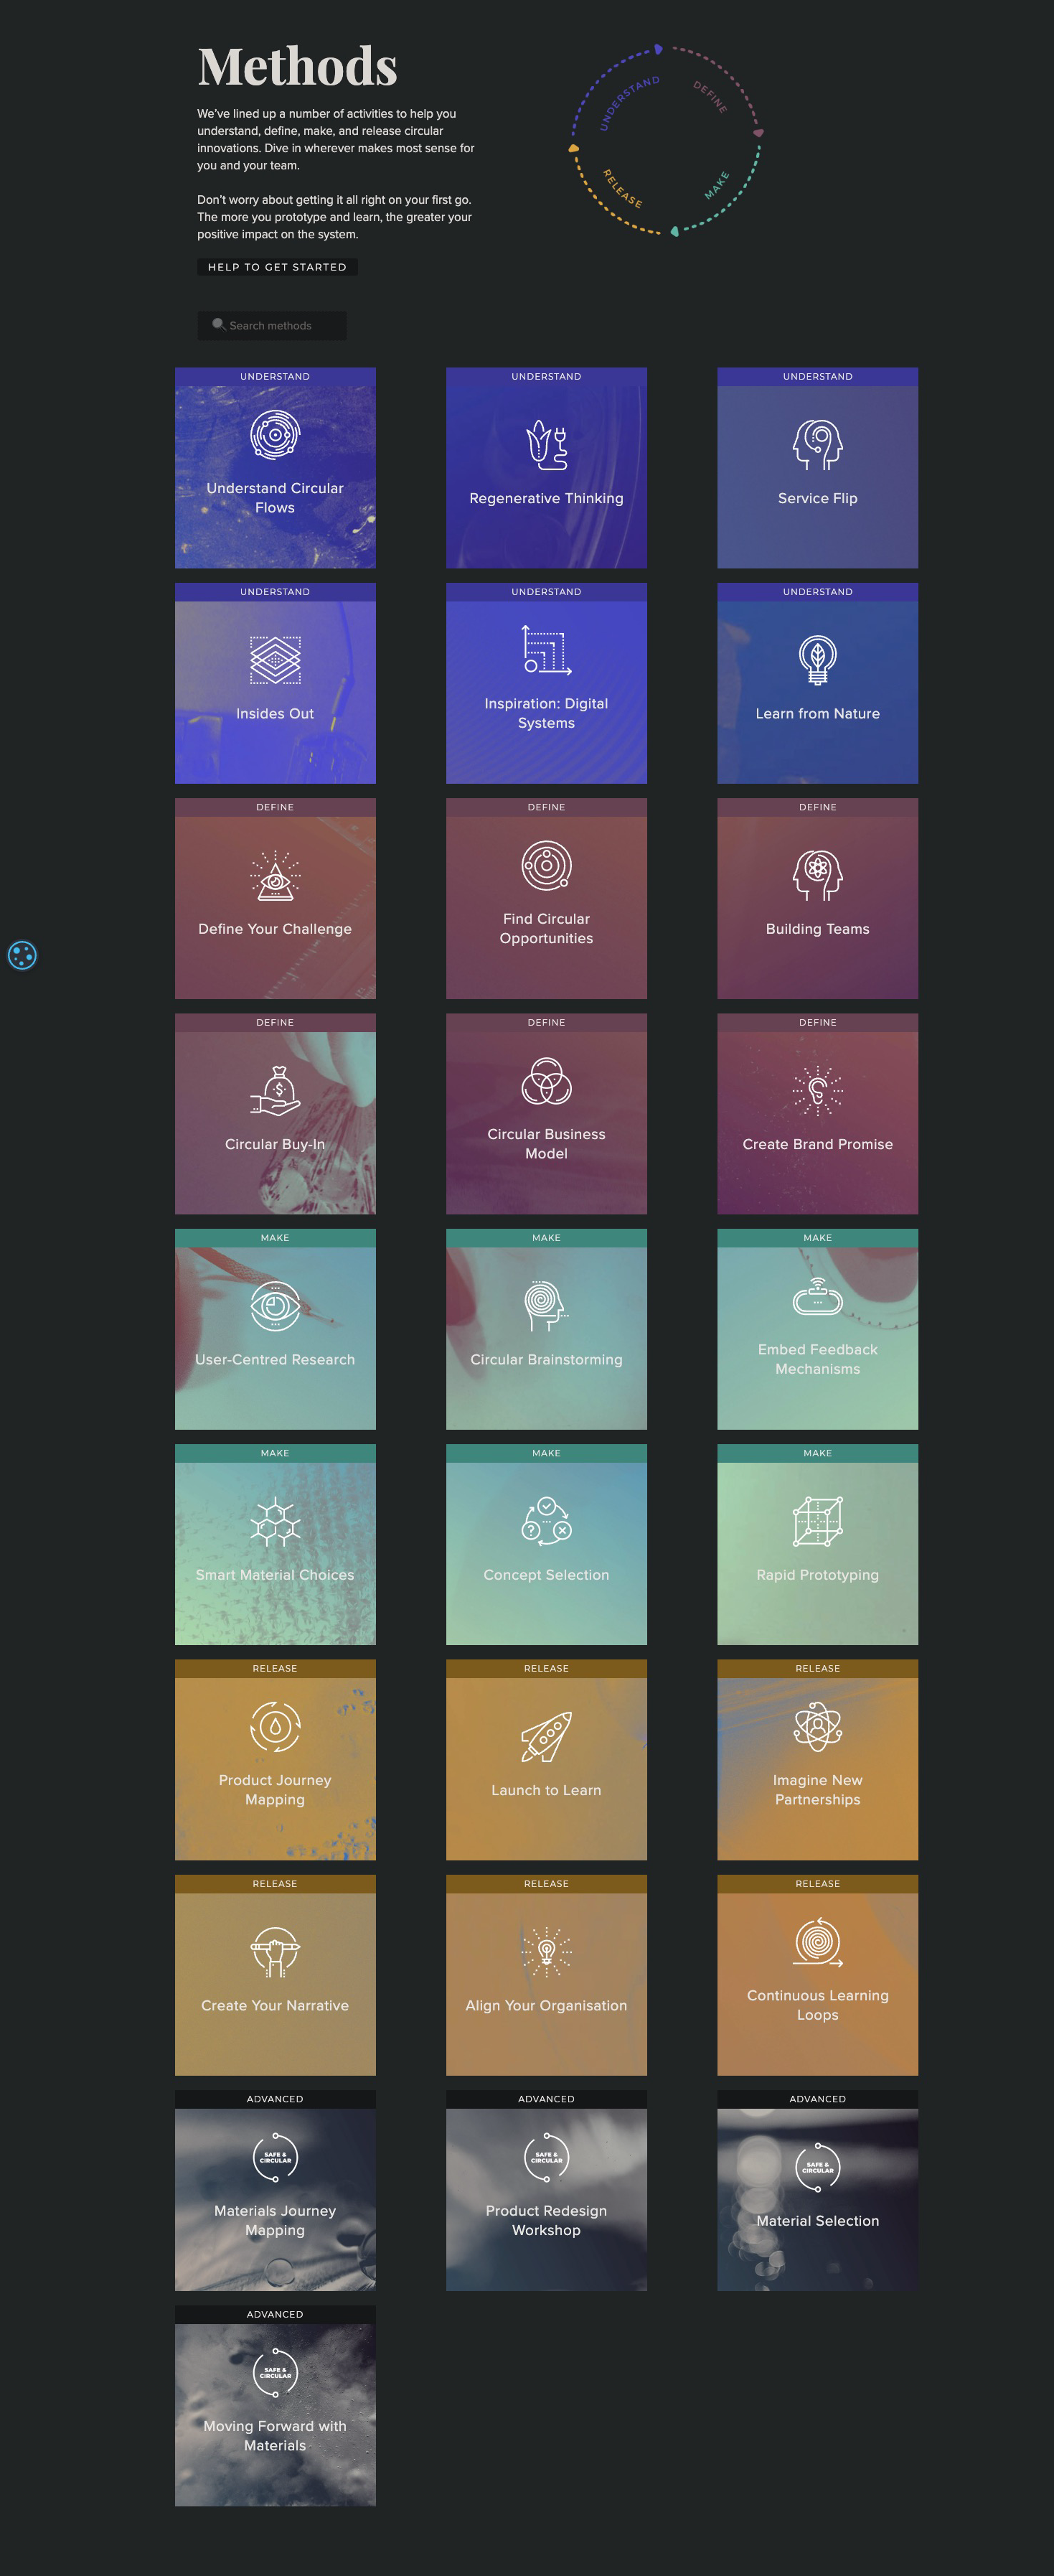 Methods
We've lined up a number of activities to help you
understand, define, make, and release circular
innovations. Dive in wherever makes most sense for
you and your team.
Don't worry about getting it all right on your first go.
The more you prototype and learn, the greater your
positive impact on the system.
HELP TO GET STARTED
UNDERSTAND
DEFINE
RELEASE
MAKE
Search methods
UNDERSTAND
Understand Circular
Flows
UNDERSTAND
Regenerative Thinking
UNDERSTAND
Service Flip
UNDERSTAND
Insides Out
UNDERSTAND
Inspiration: Digital
Systems
UNDERSTAND
Learn from Nature
DEFINE
Define Your Challenge
DEFINE
Find Circular
Opportunities
DEFINE
Building Teams
DEFINE
Circular Buy-In
DEFINE
Circular Business
Model
DEFINE
Create Brand Promise
MAKE
User-Centred Research
MAKE
Circular Brainstorming
MAKE
Embed Feedback
Mechanisms
MAKE
Smart Material Choices
MAKE
Concept Selection
MAKE
Rapid Prototyping
RELEASE
Product Journey
Mapping
RELEASE
Launch to Learn
RELEASE
Imagine New
Partnerships
RELEASE
Create Your Narrative
RELEASE
Align Your Organisation
RELEASE
Continuous Learning
Loops
ADVANCED
SAFE &
CIRCULAR
Materials Journey
Mapping
ADVANCED
SAFE &
CIRCULAR
Product Redesign
Workshop
ADVANCED
SAFE &
CIRCULAR
Material Selection
ADVANCED
SAFE &
CIRCULAR
Moving Forward with
Materials